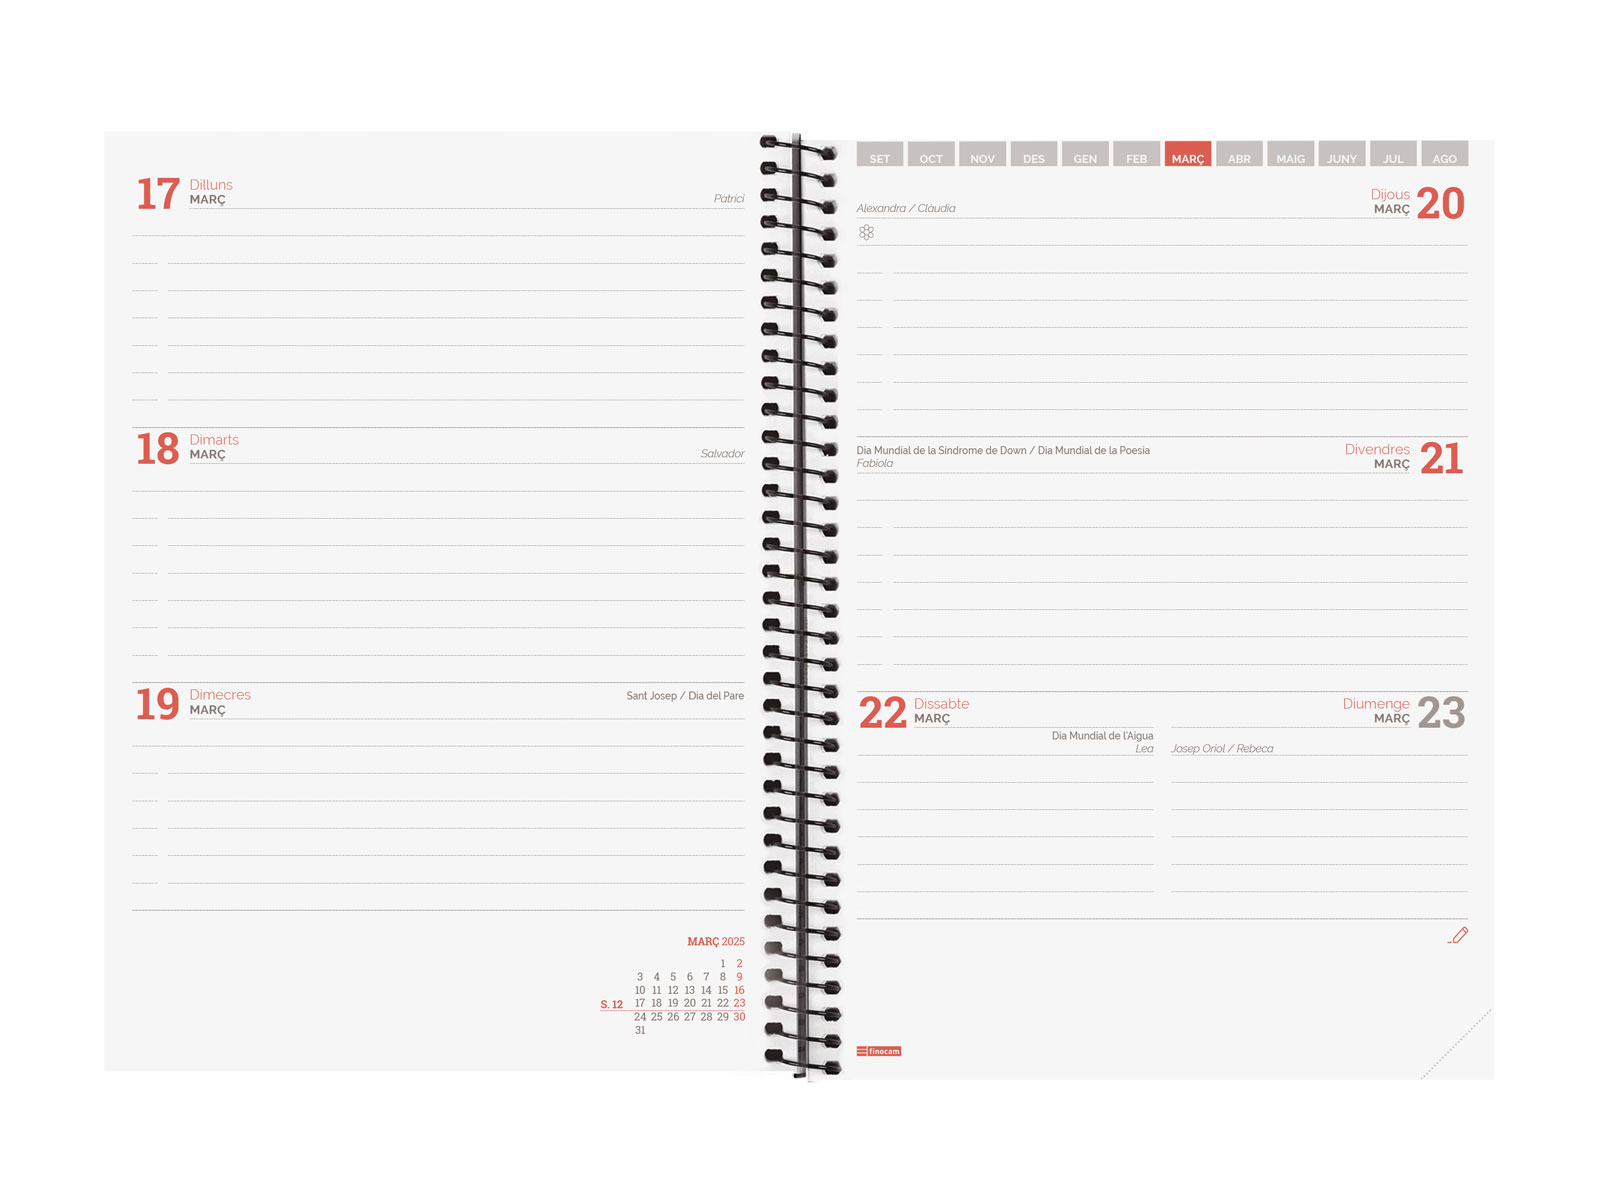 17 Dilluns
MARÇ
Patrici
18 Dimarts
MARÇ
Salvador
19 Dimecres
MARÇ
Sant Josep / Dia del Pare
MARÇ 2025
1 2
3 4 5 6 7 8 9
10 11 12 13 14 15 16
S. 12 17 18 19 20 21 22 23
24 25 26 27 28 29 30
31
SET OCT NOV DES GEN FEB MARÇ ABR MAIG JUNY JUL AGO
Dijous 20
MARÇ
Alexandra / Clàudia
Dia Mundial de la Síndrome de Down / Dia Mundial de la Poesia
Fabiola
Divendres 21
MARÇ
22 Dissabte
MARÇ
Dia Mundial de l'Aigua
Lea
Diumenge 23
MARÇ
Josep Oriol / Rebeca
finocam